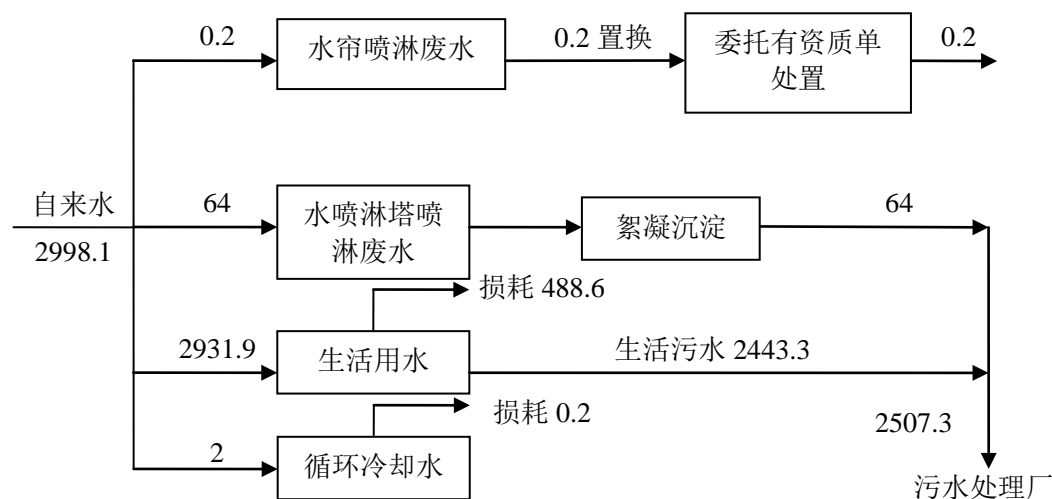 0.2
水帘喷淋废水
0.2 置换
委托有资质单
处置
0.2
自来水
2998.1
64
水喷淋塔喷
淋废水
絮凝沉淀
64
损耗 488.6
2931.9
生活用水
生活污水 2443.3
损耗 0.2
2507.3
2
循环冷却水
污水处理厂